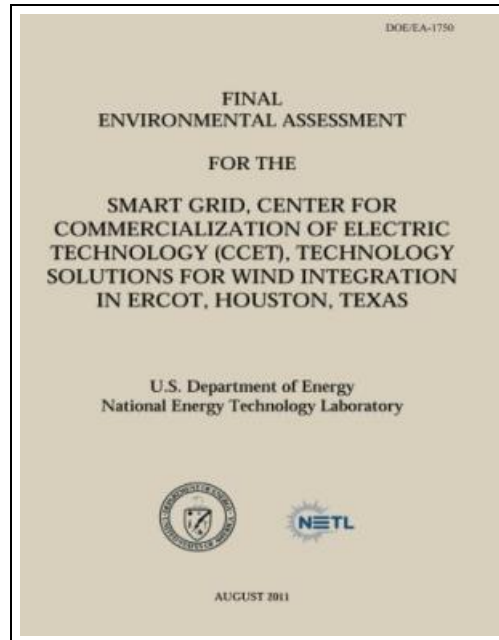 DOE/EA-1750
FINAL
ENVIRONMENTAL ASSESSMENT
FOR THE
SMART GRID, CENTER FOR
COMMERCIALIZATION OF ELECTRIC
TECHNOLOGY (CCET), TECHNOLOGY
SOLUTIONS FOR WIND INTEGRATION
IN ERCOT, HOUSTON, TEXAS
U.S. Department of Energy
National Energy Technology Laboratory
NETL
AUGUST 2011